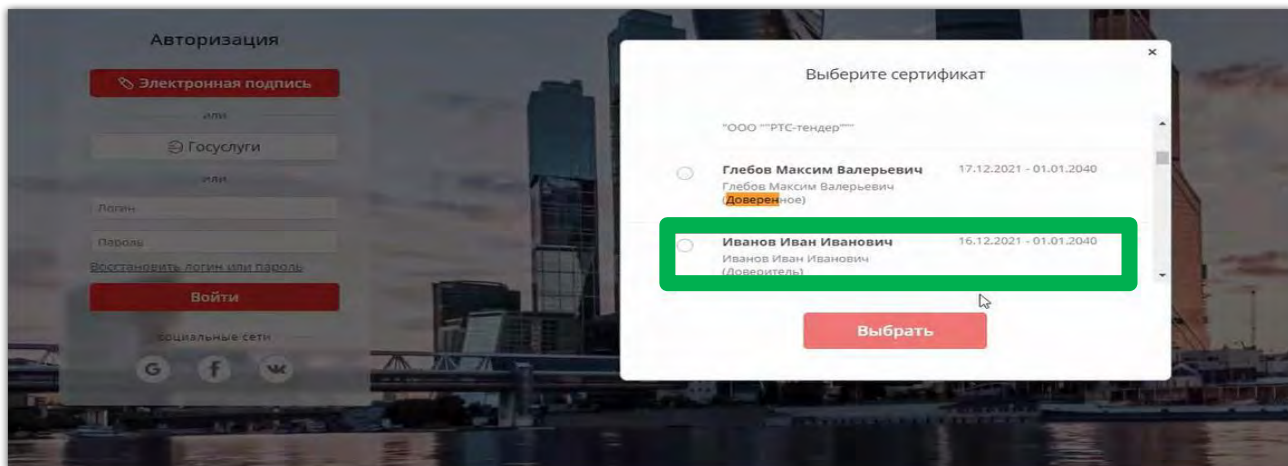 Авторизация
Электронная подпись
или
Госуслуги
или
Логин
Пароль
Восстановить логин или пароль
Войти
социальные сети
G f
×
Выберите сертификат
"ООО ""РТС-тендер"""
Глебов Максим Валерьевич 17.12.2021 - 01.01.2040
Глебов Максим Валерьевич
(Доверенное)
Иванов Иван Иванович 16.12.2021 - 01.01.2040
Иванов Иван Иванович
(Доверитель)
Выбрать